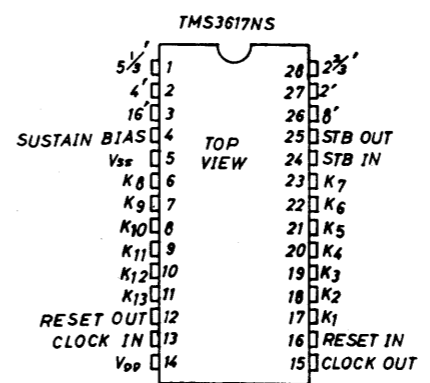 TMS3617NS
5 1/3' 1 28 2 2/3'
4' 2 27 2'
16' 3 26 8'
SUSTAIN BIAS 4 TOP 25 STB OUT
Vss 5 VIEW 24 STB IN
K8 6 23 K7
K9 7 22 K6
K10 8 21 K5
K11 9 20 K4
K12 10 19 K3
K13 11 18 K2
RESET OUT 12 17 K1
CLOCK IN 13 16 RESET IN
VDD 14 15 CLOCK OUT